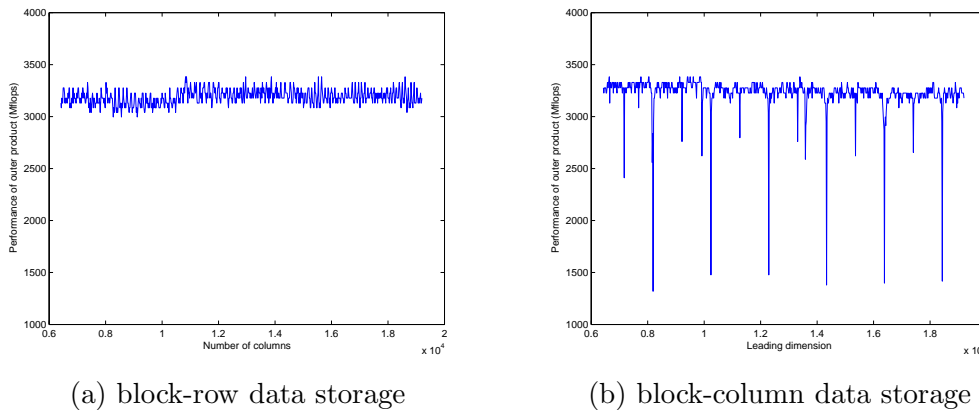 4000
3500
3000
2500
2000
1500
1000
Performance of outer product (Mflops)
0.6 0.8 1 1.2 1.4 1.6 1.8 2
Number of columns
x 10^4
(a) block-row data storage
4000
3500
3000
2500
2000
1500
1000
Performance of outer product (Mflops)
0.6 0.8 1 1.2 1.4 1.6 1.8
Leading dimension
x 10
(b) block-column data storage